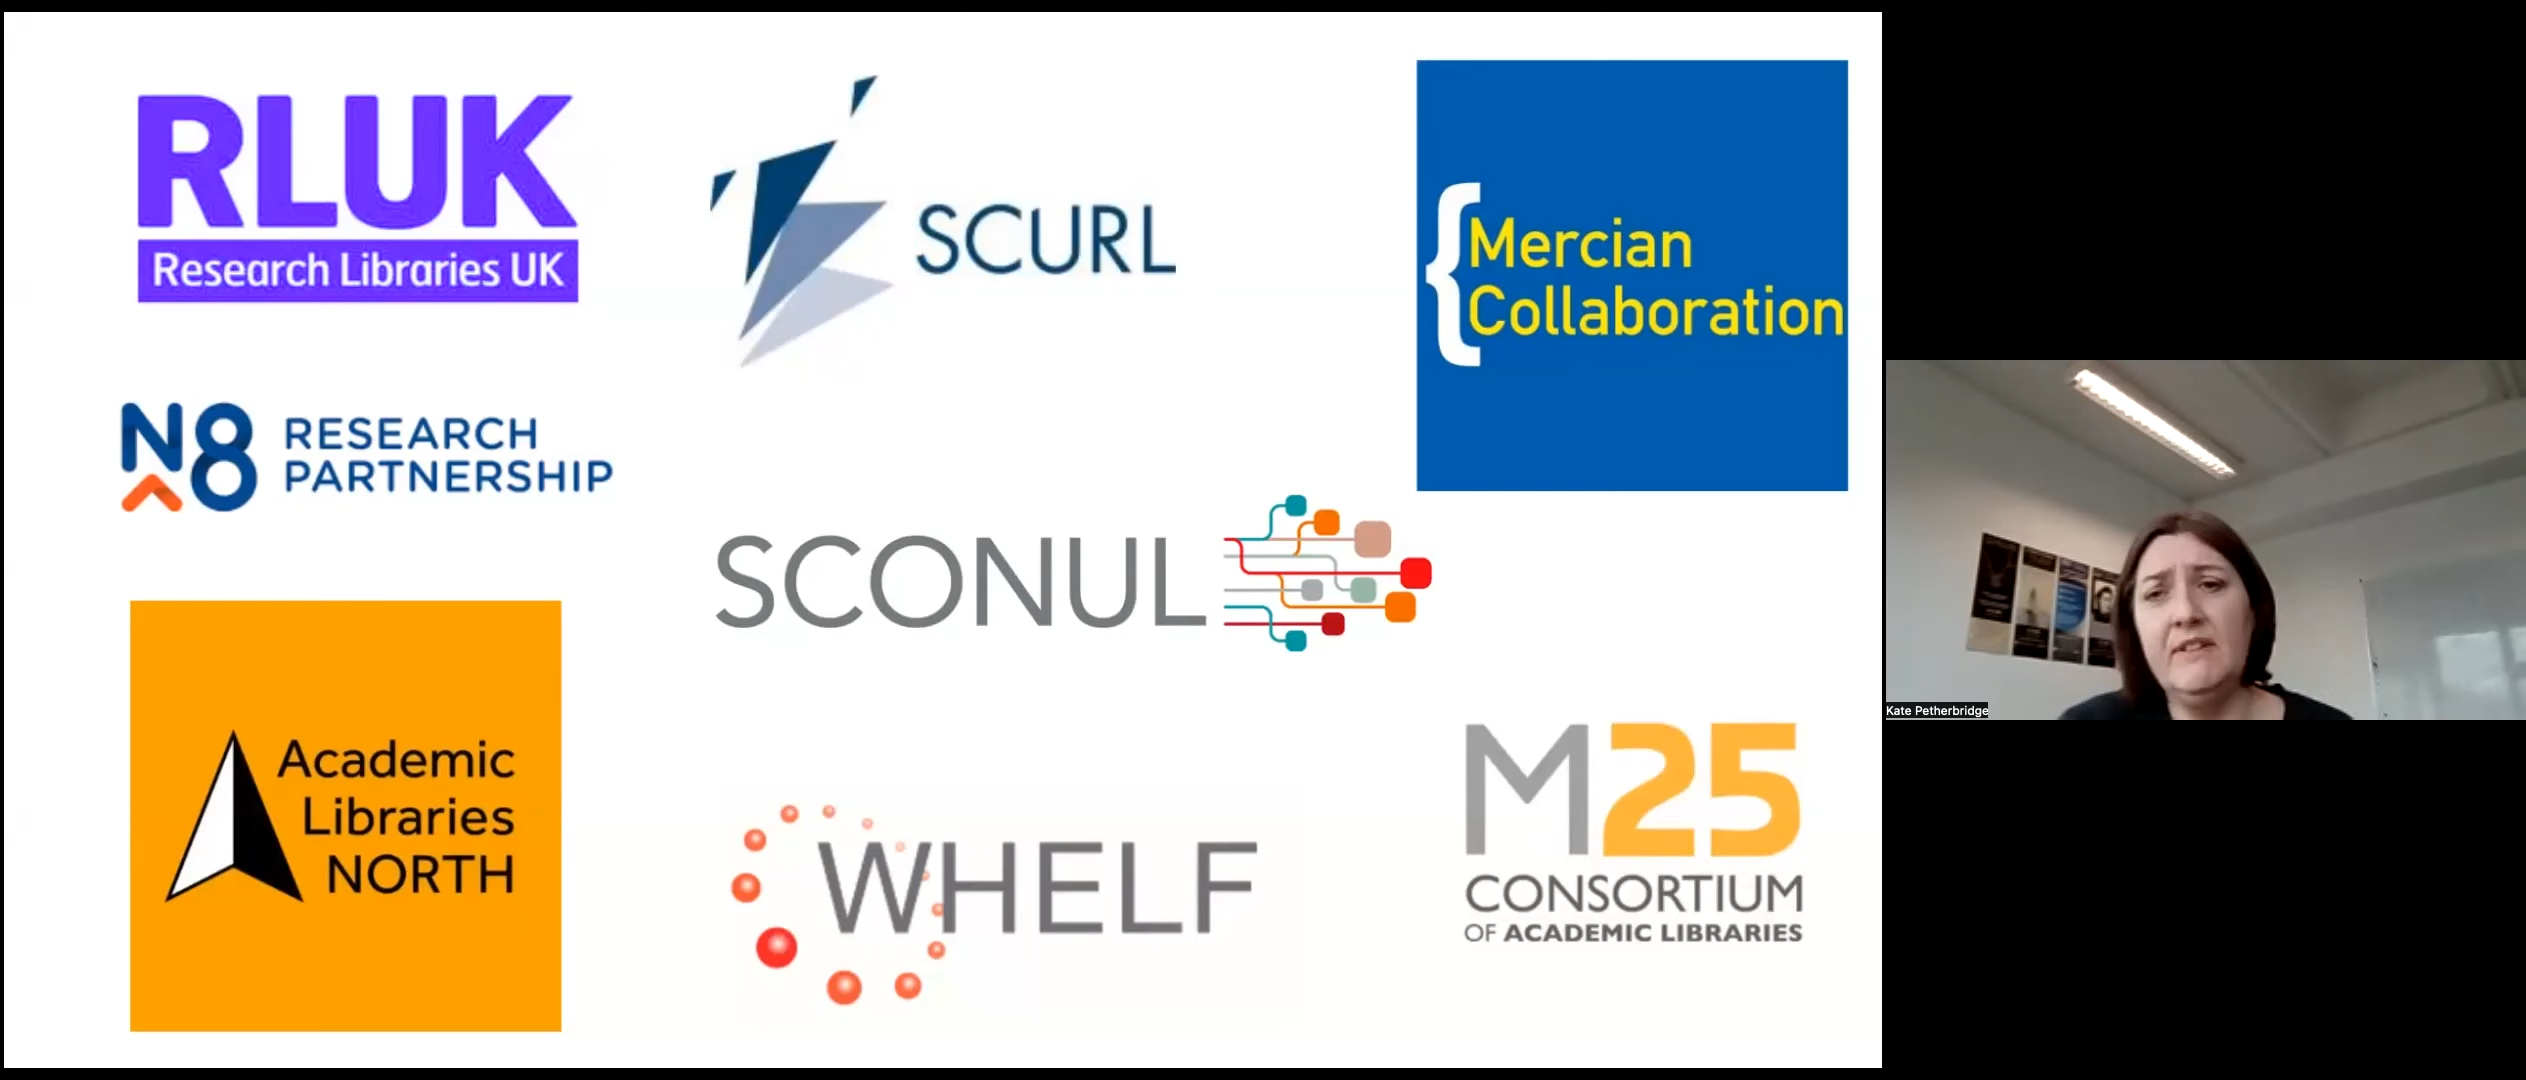 RLUK
Research Libraries UK
SCURL
Mercian
Collaboration
N8 RESEARCH
PARTNERSHIP
SCONUL
Academic
Libraries
NORTH
WHELF
M25
CONSORTIUM
OF ACADEMIC LIBRARIES
Kate Petherbridge